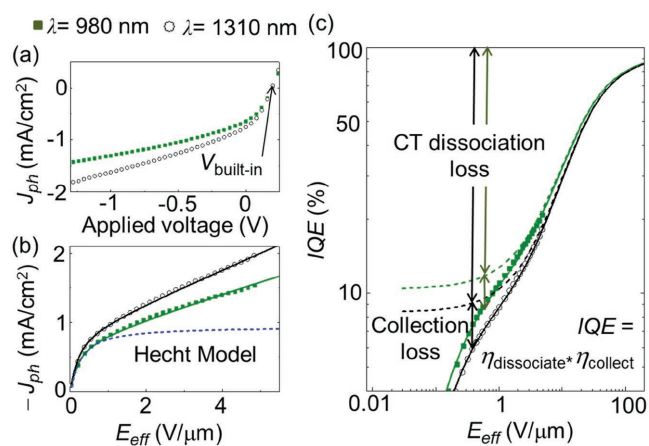 λ= 980 nm λ= 1310 nm
(a)
J_ph (mA/cm²)
0
-1
-2
V_built-in
-1 -0.5 0
Applied voltage (V)
(b)
− J_ph (mA/cm²)
2
1
0
Hecht Model
0 2 4
E_eff (V/μm)
(c)
IQE (%)
100
50
10
CT dissociation
loss
Collection
loss
IQE =
η_dissociate*η_collect
0.01 1 100
E_eff (V/μm)